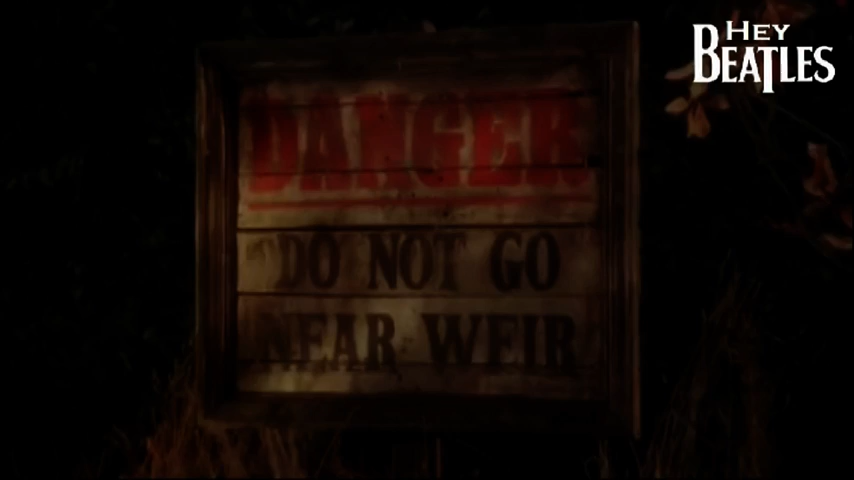 HEY
BEATLES
DANGER
DO NOT GO
NEAR WEIR